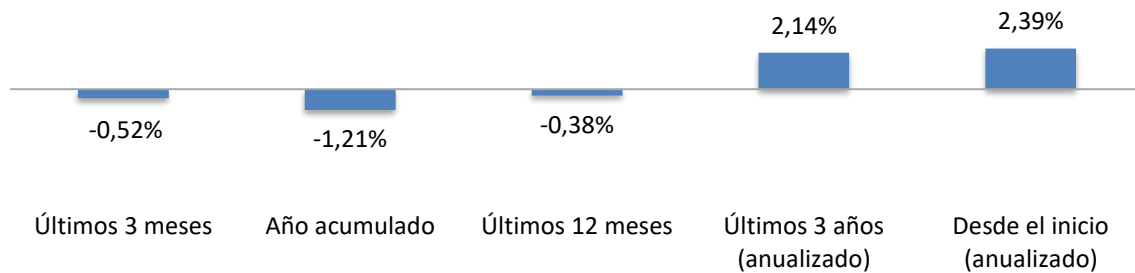 2,14%
2,39%
-0,52%
-1,21%
-0,38%
Últimos 3 meses
Año acumulado
Últimos 12 meses
Últimos 3 años
(anualizado)
Desde el inicio
(anualizado)